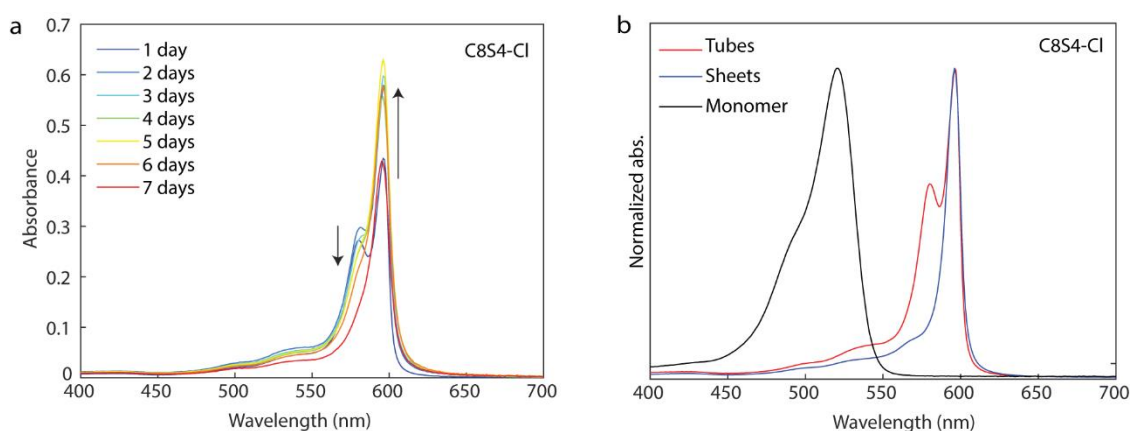 a
C8S4-Cl
1 day
2 days
3 days
4 days
5 days
6 days
7 days
Absorbance
0.7
0.6
0.5
0.4
0.3
0.2
0.1
0
400 450 500 550 600 650 700
Wavelength (nm)
b
C8S4-Cl
Tubes
Sheets
Monomer
Normalized abs.
400 450 500 550 600 650 700
Wavelength (nm)